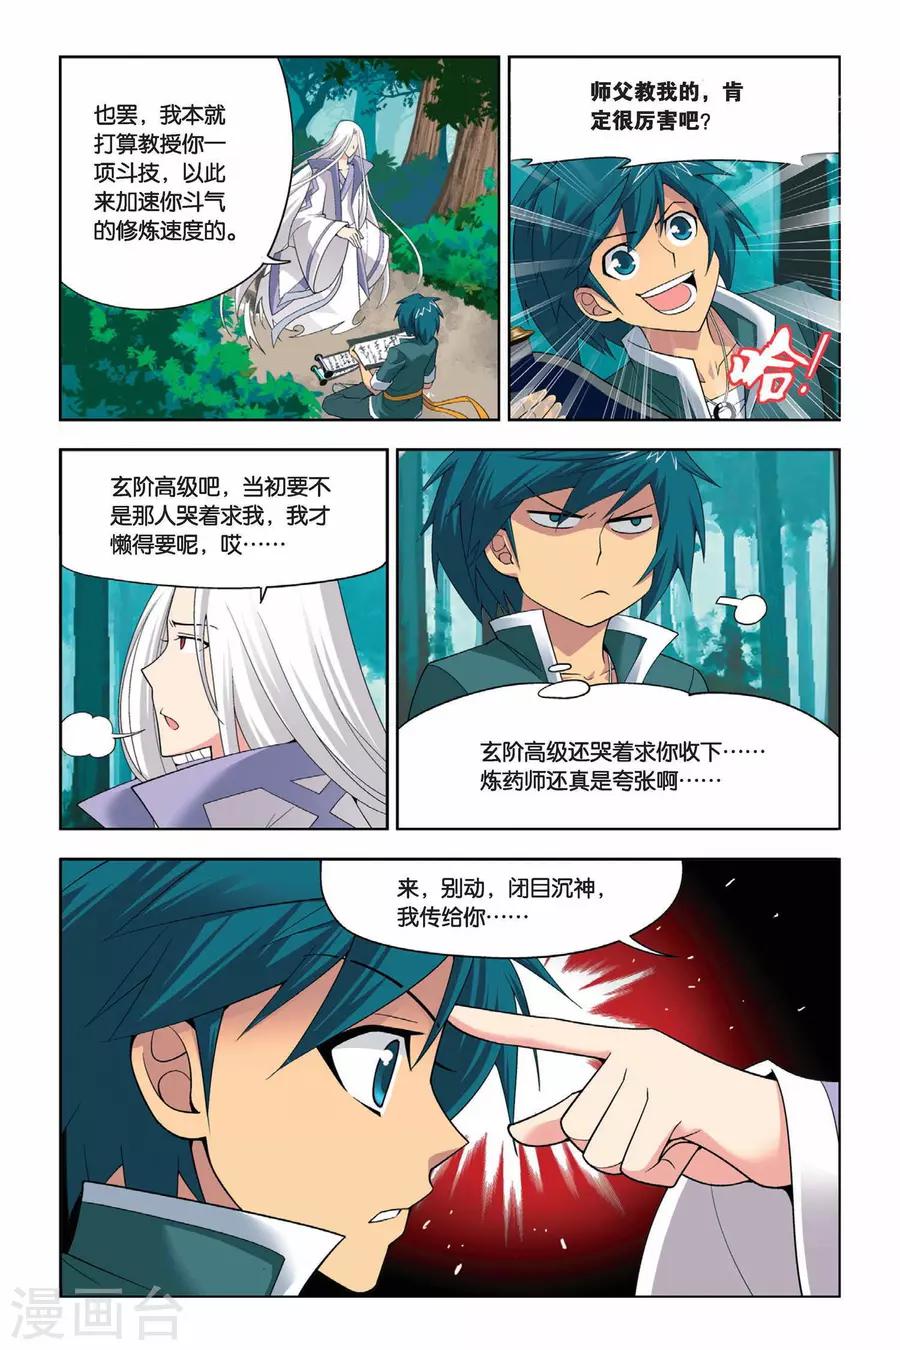 也罢，我本就
打算教授你一
项斗技，以此
来加速你斗气
的修炼速度的。
师父教我的，肯
定很厉害吧？
哈！
玄阶高级吧，当初要不
是那人哭着求我，我才
懒得要呢，哎……
玄阶高级还哭着求你收下……
炼药师还真是夸张啊……
来，别动，闭目沉神，
我传给你……
漫画台